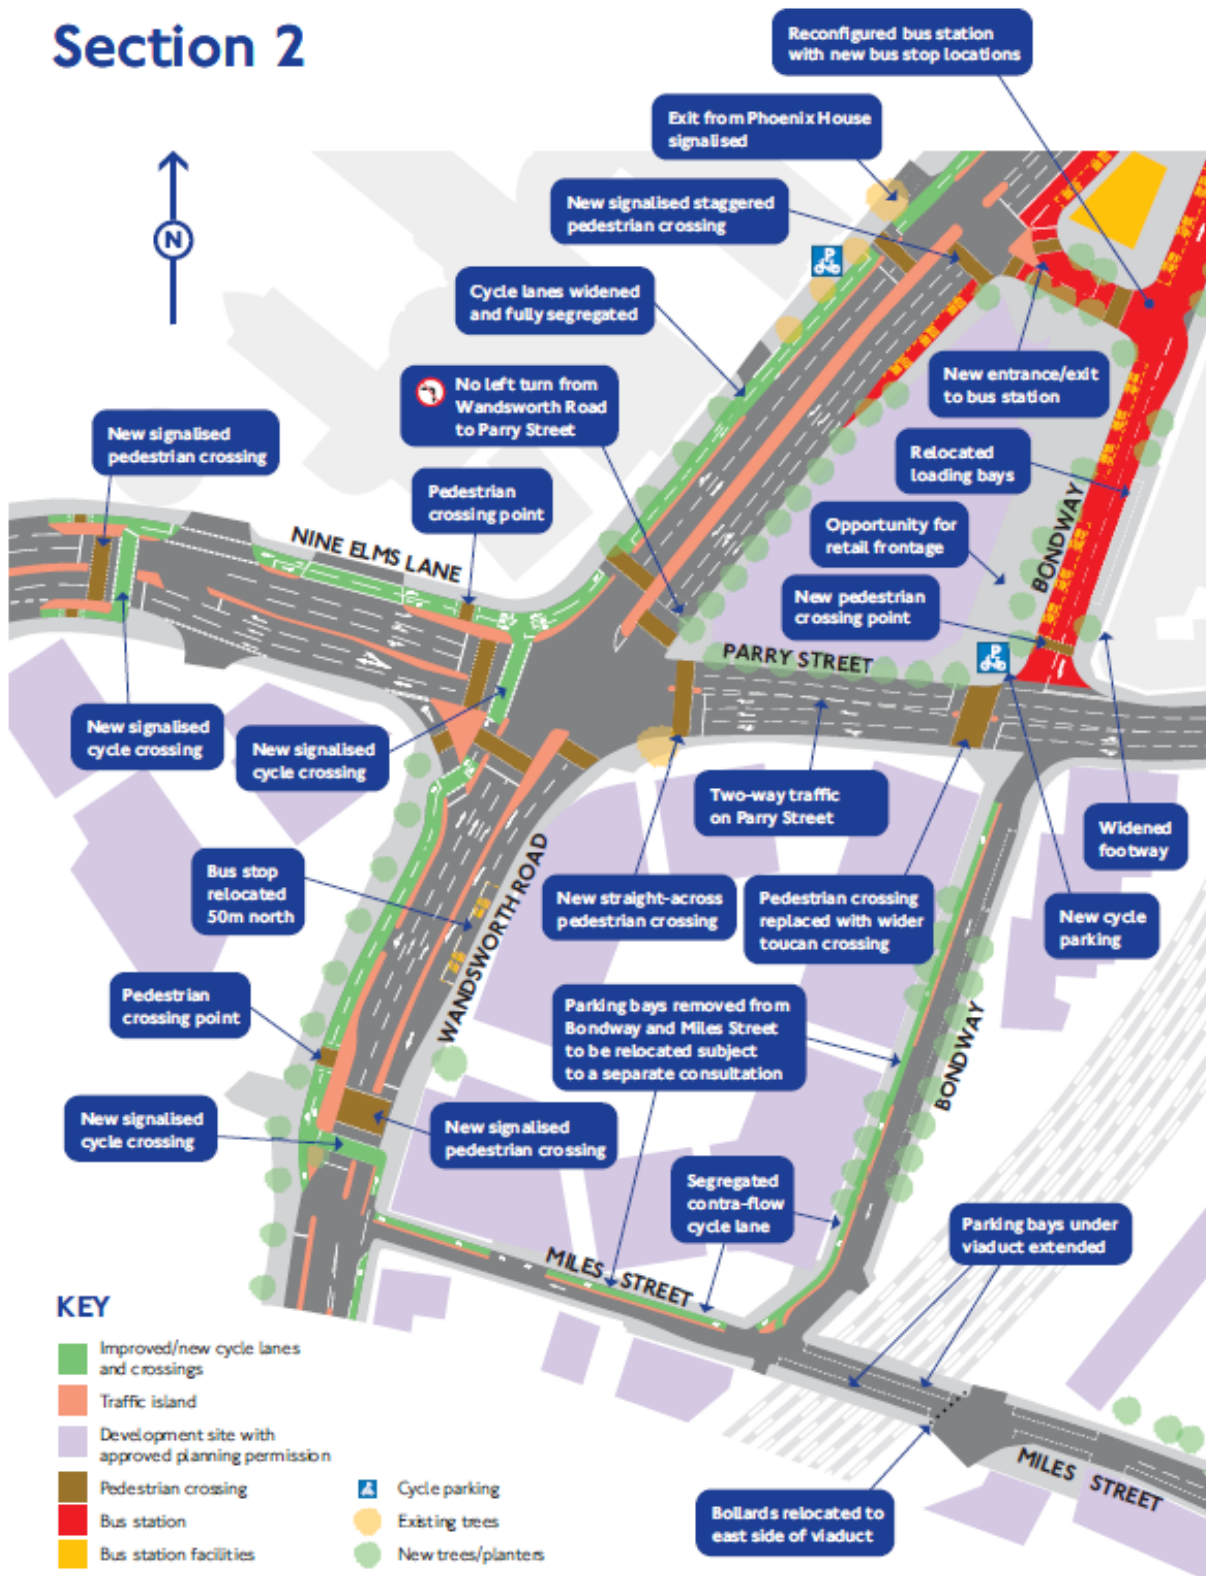 Section 2
Reconfigured bus station
with new bus stop locations
Exit from Phoenix House
signalised
New signalised staggered
pedestrian crossing
N
P
Cycle lanes widened
and fully segregated
No left turn from
Wandsworth Road
to Parry Street
New entrance/exit
to bus station
New signalised
pedestrian crossing
Pedestrian
crossing point
Relocated
loading bays
NINE ELMS LANE
Opportunity for
retail frontage
BONDWAY
New pedestrian
crossing point
PARRY STREET
P
New signalised
cycle crossing
New signalised
cycle crossing
Two-way traffic
on Parry Street
Widened
footway
Bus stop
relocated
50m north
WANDSWORTH ROAD
New straight-across
pedestrian crossing
Pedestrian crossing
replaced with wider
toucan crossing
New cycle
parking
Pedestrian
crossing point
Parking bays removed from
Bondway and Miles Street
to be relocated subject
to a separate consultation
BONDWAY
New signalised
cycle crossing
New signalised
pedestrian crossing
Segregated
contra-flow
cycle lane
Parking bays under
viaduct extended
MILES STREET
KEY
Improved/new cycle lanes
and crossings
Traffic island
Development site with
approved planning permission
Pedestrian crossing
Bus station
Bus station facilities
Cycle parking
Existing trees
New trees/planters
MILES STREET
Bollards relocated to
east side of viaduct